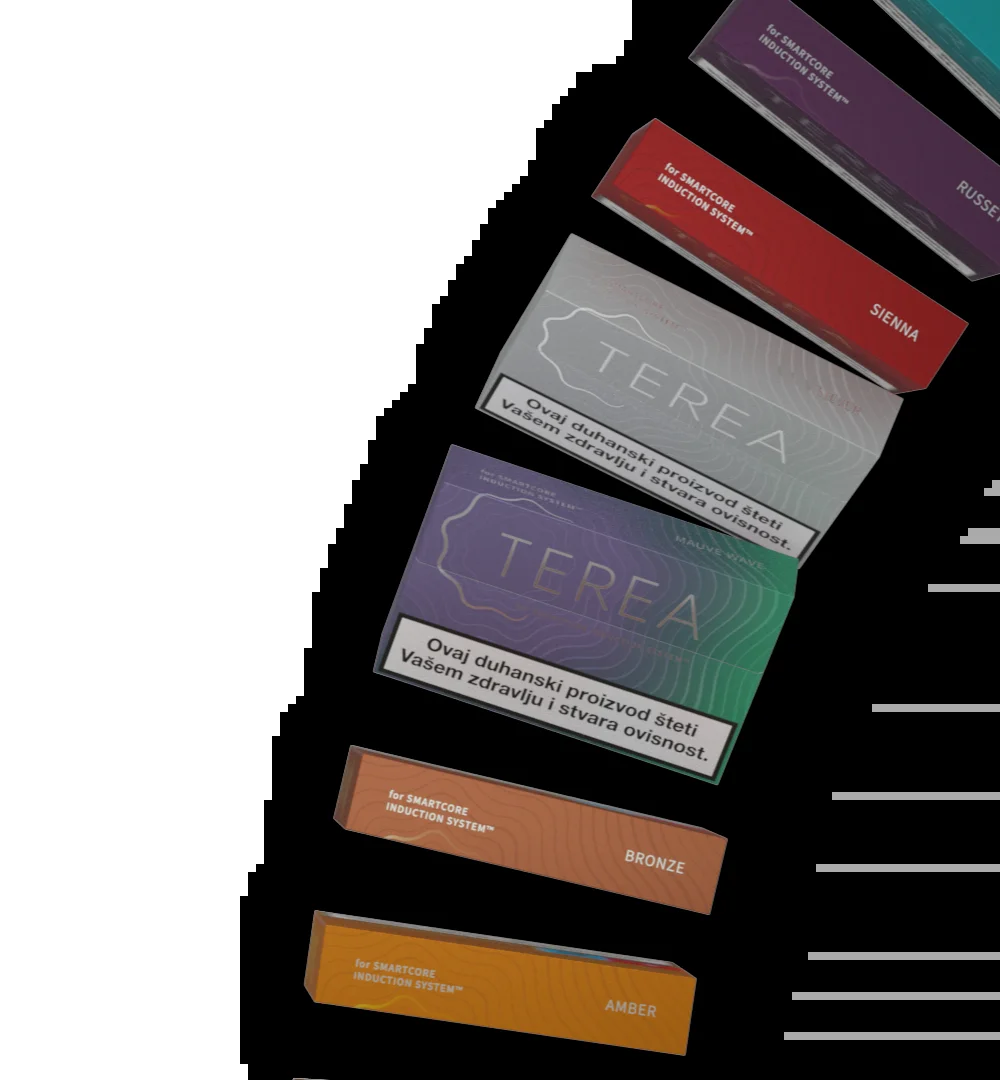 for SMARTCORE
INDUCTION SYSTEM™
for SMARTCORE
INDUCTION SYSTEM™
SIENNA
TEREA
Ovaj duhanski proizvod šteti
Vašem zdravlju i stvara ovisnost.
for SMARTCORE
INDUCTION SYSTEM™
MAUVE WAVE
TEREA
Ovaj duhanski proizvod šteti
Vašem zdravlju i stvara ovisnost.
for SMARTCORE
INDUCTION SYSTEM™
BRONZE
for SMARTCORE
INDUCTION SYSTEM™
AMBER